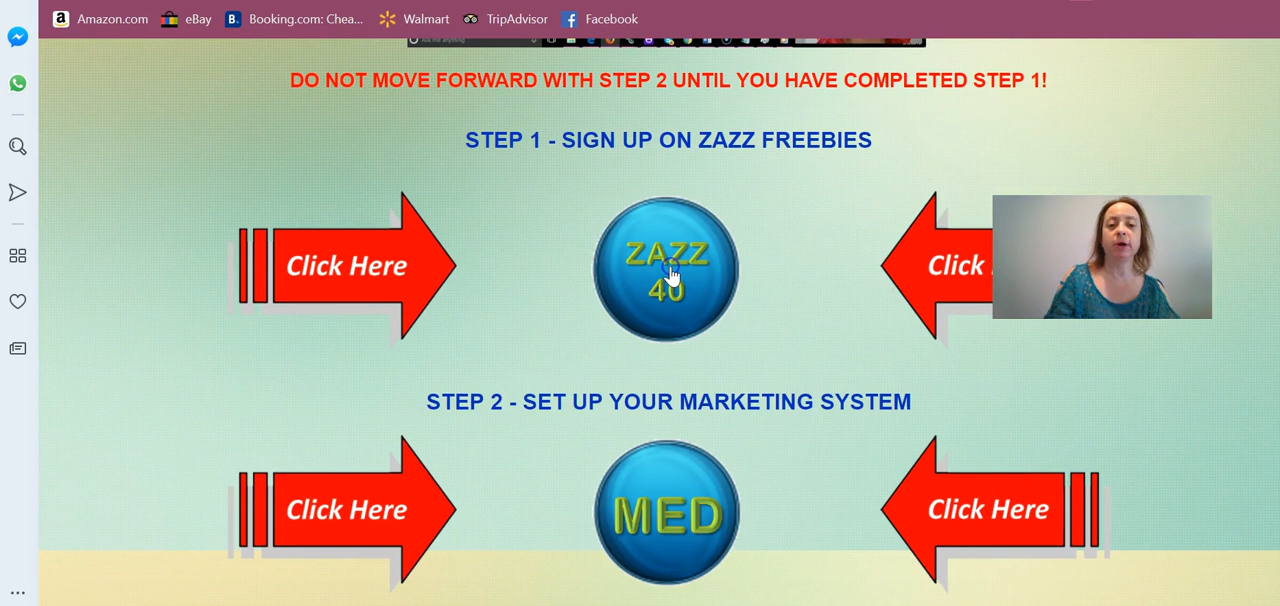 Amazon.com eBay Booking.com: Chea... Walmart TripAdvisor Facebook
DO NOT MOVE FORWARD WITH STEP 2 UNTIL YOU HAVE COMPLETED STEP 1!
STEP 1 - SIGN UP ON ZAZZ FREEBIES
Click Here
ZAZZ
40
Click
STEP 2 - SET UP YOUR MARKETING SYSTEM
Click Here
MED
Click Here